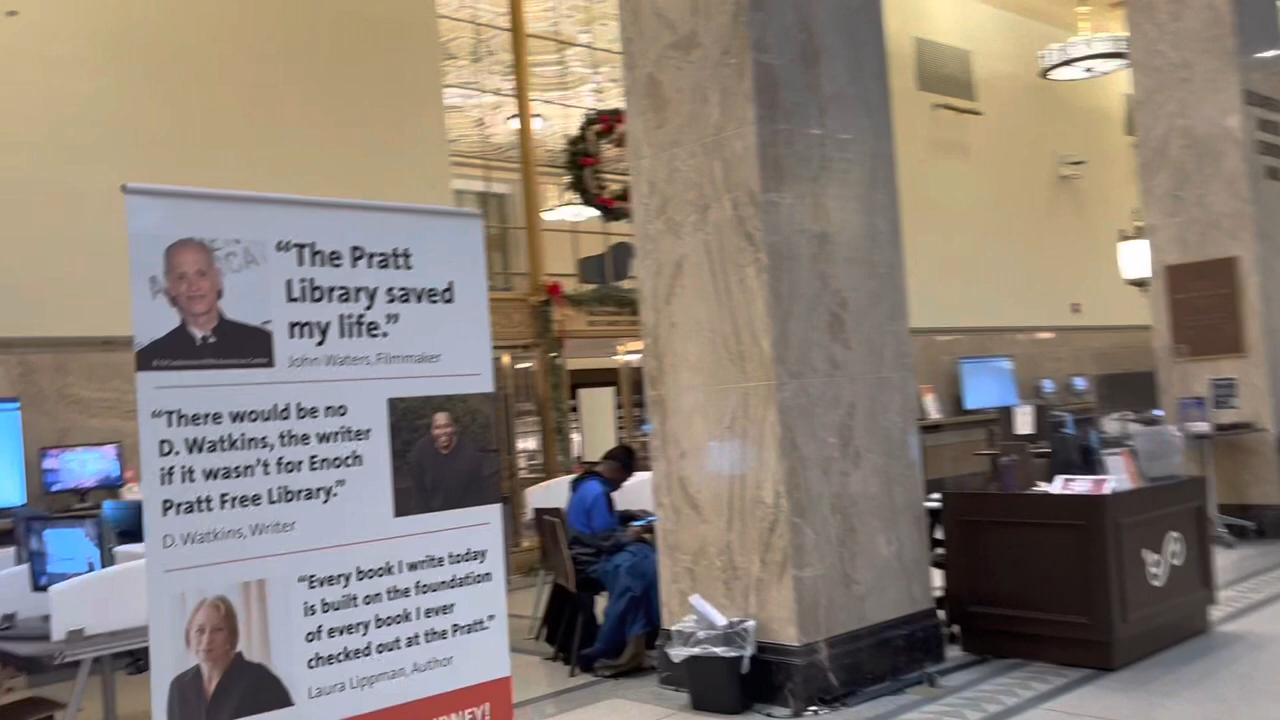 “The Pratt
Library saved
my life.”
John Waters, Filmmaker
“There would be no
D. Watkins, the writer
if it wasn’t for Enoch
Pratt Free Library.”
D. Watkins, Writer
“Every book I write today
is built on the foundation
of every book I ever
checked out at the Pratt.”
Laura Lippman, Author